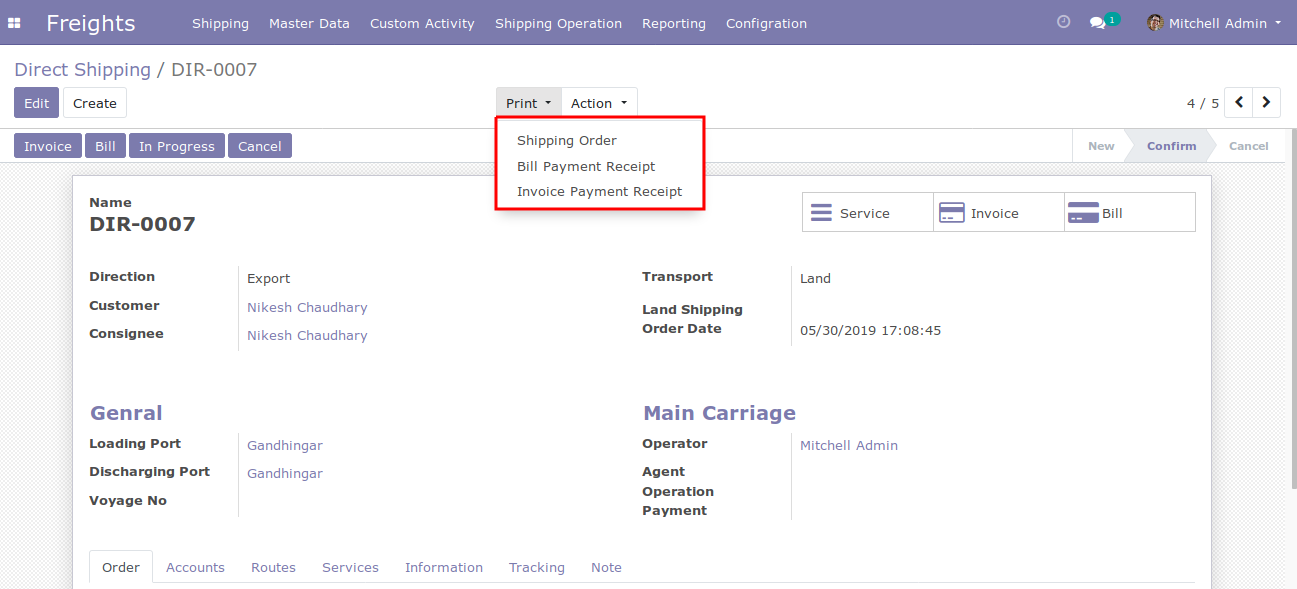 Freights Shipping Master Data Custom Activity Shipping Operation Reporting Configration 1 Mitchell Admin
Direct Shipping / DIR-0007
Edit Create Print Action 4 / 5
Shipping Order
Bill Payment Receipt
Invoice Payment Receipt
Invoice Bill In Progress Cancel New Confirm Cancel
Name
DIR-0007
Service Invoice Bill
Direction Export
Customer Nikesh Chaudhary
Consignee Nikesh Chaudhary
Transport Land
Land Shipping
Order Date 05/30/2019 17:08:45
Genral
Loading Port Gandhingar
Discharging Port Gandhingar
Voyage No
Main Carriage
Operator Mitchell Admin
Agent
Operation
Payment
Order Accounts Routes Services Information Tracking Note